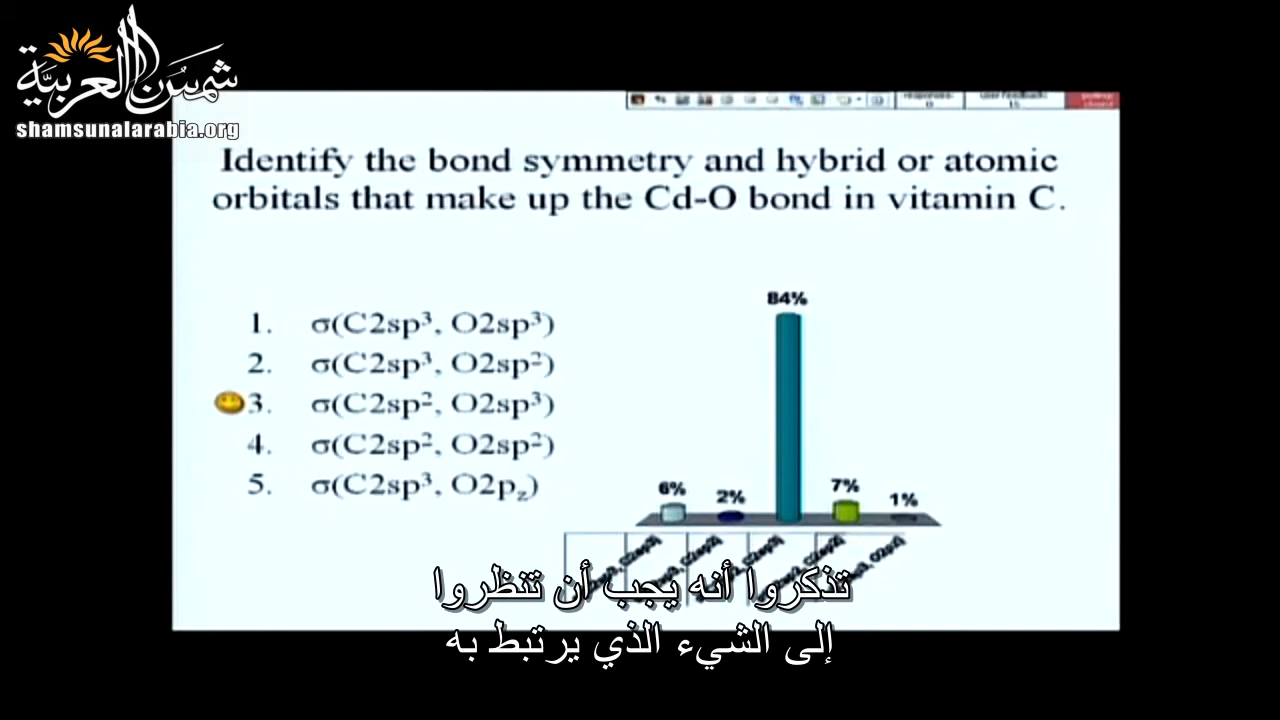 شمسن العربية
shamsunalarabia.org
Identify the bond symmetry and hybrid or atomic
orbitals that make up the Cd-O bond in vitamin C.
1. σ(C2sp³, O2sp³)
2. σ(C2sp³, O2sp²)
3. σ(C2sp², O2sp³)
4. σ(C2sp², O2sp²)
5. σ(C2sp³, O2pz)
6%
2%
84%
7%
1%
تذكروا أنه يجب أن تنظروا
إلى الشيء الذي يرتبط به